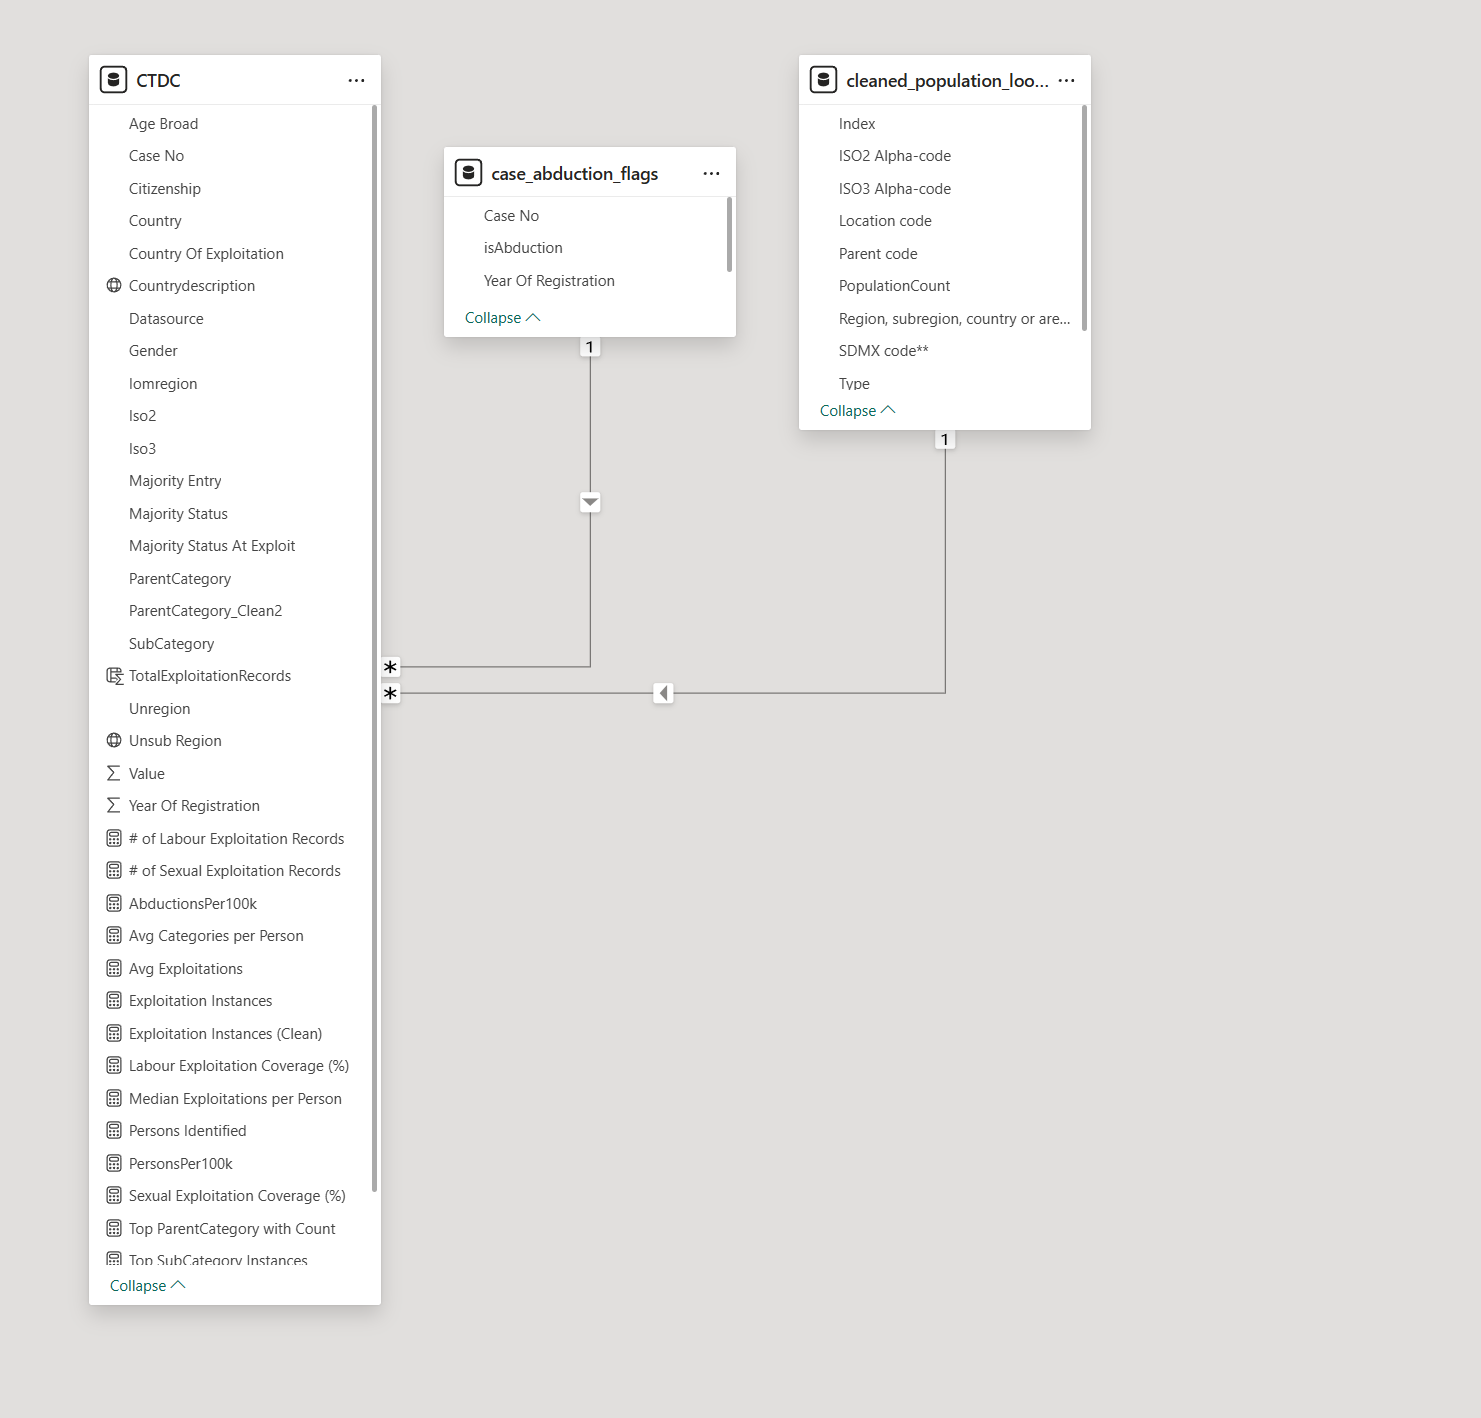 CTDC
Age Broad
Case No
Citizenship
Country
Country Of Exploitation
Countrydescription
Datasource
Gender
Iomregion
Iso2
Iso3
Majority Entry
Majority Status
Majority Status At Exploit
ParentCategory
ParentCategory_Clean2
SubCategory
TotalExploitationRecords
Unregion
Unsub Region
Value
Year Of Registration
# of Labour Exploitation Records
# of Sexual Exploitation Records
AbductionsPer100k
Avg Categories per Person
Avg Exploitations
Exploitation Instances
Exploitation Instances (Clean)
Labour Exploitation Coverage (%)
Median Exploitations per Person
Persons Identified
PersonsPer100k
Sexual Exploitation Coverage (%)
Top ParentCategory with Count
Top SubCategory Instances
Collapse
case_abduction_flags
Case No
isAbduction
Year Of Registration
Collapse
1
*
*
cleaned_population_loo...
Index
ISO2 Alpha-code
ISO3 Alpha-code
Location code
Parent code
PopulationCount
Region, subregion, country or are...
SDMX code**
Type
Collapse
1